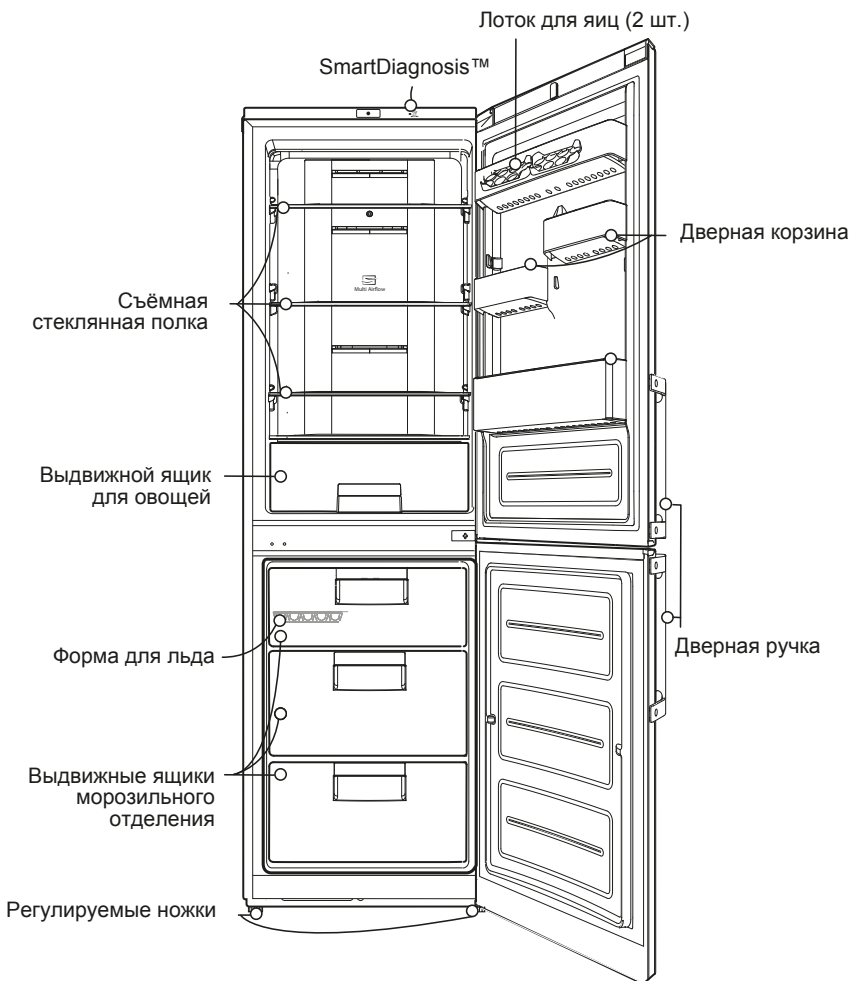 Лоток для яиц (2 шт.)
SmartDiagnosis™
Дверная корзина
Multi Airflow
Съёмная
стеклянная полка
Выдвижной ящик
для овощей
Форма для льда
Дверная ручка
Выдвижные ящики
морозильного
отделения
Регулируемые ножки